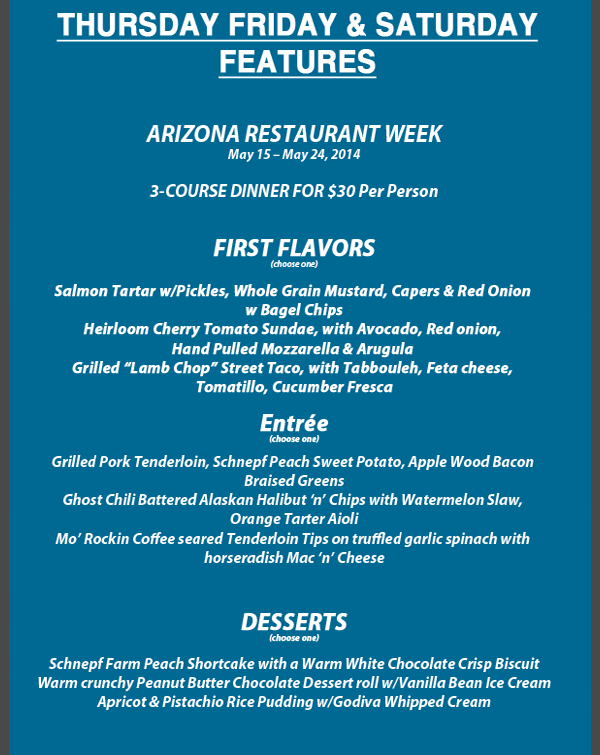 THURSDAY FRIDAY & SATURDAY
FEATURES
ARIZONA RESTAURANT WEEK
May 15 – May 24, 2014
3-COURSE DINNER FOR $30 Per Person
FIRST FLAVORS
(choose one)
Salmon Tartar w/Pickles, Whole Grain Mustard, Capers & Red Onion
w Bagel Chips
Heirloom Cherry Tomato Sundae, with Avocado, Red onion,
Hand Pulled Mozzarella & Arugula
Grilled “Lamb Chop” Street Taco, with Tabbouleh, Feta cheese,
Tomatillo, Cucumber Fresca
Entrée
(choose one)
Grilled Pork Tenderloin, Schnepf Peach Sweet Potato, Apple Wood Bacon
Braised Greens
Ghost Chili Battered Alaskan Halibut ‘n’ Chips with Watermelon Slaw,
Orange Tarter Aioli
Mo’ Rockin Coffee seared Tenderloin Tips on truffled garlic spinach with
horseradish Mac ‘n’ Cheese
DESSERTS
(choose one)
Schnepf Farm Peach Shortcake with a Warm White Chocolate Crisp Biscuit
Warm crunchy Peanut Butter Chocolate Dessert roll w/Vanilla Bean Ice Cream
Apricot & Pistachio Rice Pudding w/Godiva Whipped Cream